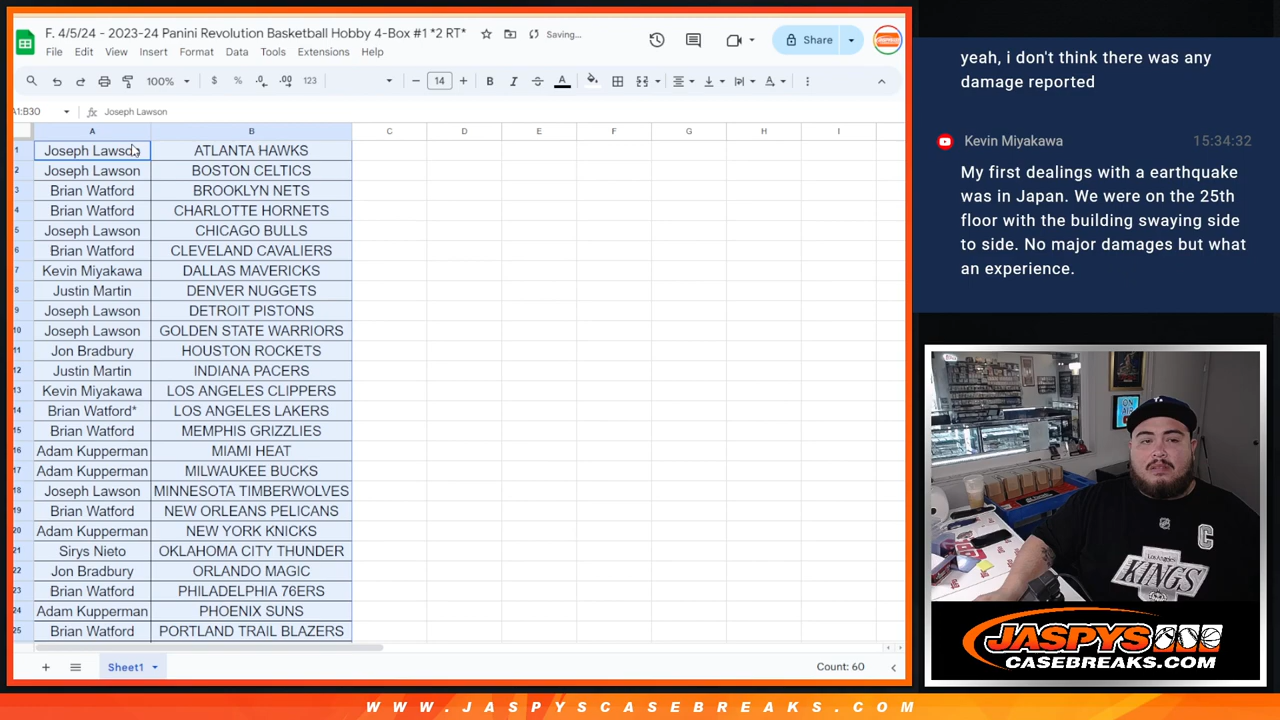 F. 4/5/24 - 2023-24 Panini Revolution Basketball Hobby 4-Box #1 *2 RT*
Saving…
File Edit View Insert Format Data Tools Extensions Help
Share
100% $ % .0 .00 123 14 B I A
A1:B30 fx Joseph Lawson
A B C D E F G H I
1 Joseph Lawson ATLANTA HAWKS
2 Joseph Lawson BOSTON CELTICS
3 Brian Watford BROOKLYN NETS
4 Brian Watford CHARLOTTE HORNETS
5 Joseph Lawson CHICAGO BULLS
6 Brian Watford CLEVELAND CAVALIERS
7 Kevin Miyakawa DALLAS MAVERICKS
8 Justin Martin DENVER NUGGETS
9 Joseph Lawson DETROIT PISTONS
10 Joseph Lawson GOLDEN STATE WARRIORS
11 Jon Bradbury HOUSTON ROCKETS
12 Justin Martin INDIANA PACERS
13 Kevin Miyakawa LOS ANGELES CLIPPERS
14 Brian Watford* LOS ANGELES LAKERS
15 Brian Watford MEMPHIS GRIZZLIES
16 Adam Kupperman MIAMI HEAT
17 Adam Kupperman MILWAUKEE BUCKS
18 Joseph Lawson MINNESOTA TIMBERWOLVES
19 Brian Watford NEW ORLEANS PELICANS
20 Adam Kupperman NEW YORK KNICKS
21 Sirys Nieto OKLAHOMA CITY THUNDER
22 Jon Bradbury ORLANDO MAGIC
23 Brian Watford PHILADELPHIA 76ERS
24 Adam Kupperman PHOENIX SUNS
25 Brian Watford PORTLAND TRAIL BLAZERS
Sheet1
Count: 60
yeah, i don't think there was any
damage reported
Kevin Miyakawa 15:34:32
My first dealings with a earthquake
was in Japan. We were on the 25th
floor with the building swaying side
to side. No major damages but what
an experience.
ON AIR
C
LOS ANGELES
KINGS
JASPYS
CASEBREAKS.COM
WWW.JASPYSCASEBREAKS.COM